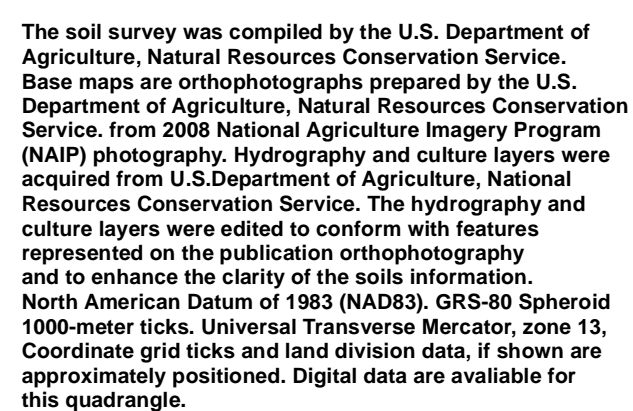 The soil survey was compiled by the U.S. Department of
Agriculture, Natural Resources Conservation Service.
Base maps are orthophotographs prepared by the U.S.
Department of Agriculture, Natural Resources Conservation
Service. from 2008 National Agriculture Imagery Program
(NAIP) photography. Hydrography and culture layers were
acquired from U.S.Department of Agriculture, National
Resources Conservation Service. The hydrography and
culture layers were edited to conform with features
represented on the publication orthophotography
and to enhance the clarity of the soils information.
North American Datum of 1983 (NAD83). GRS-80 Spheroid
1000-meter ticks. Universal Transverse Mercator, zone 13,
Coordinate grid ticks and land division data, if shown are
approximately positioned. Digital data are avaliable for
this quadrangle.